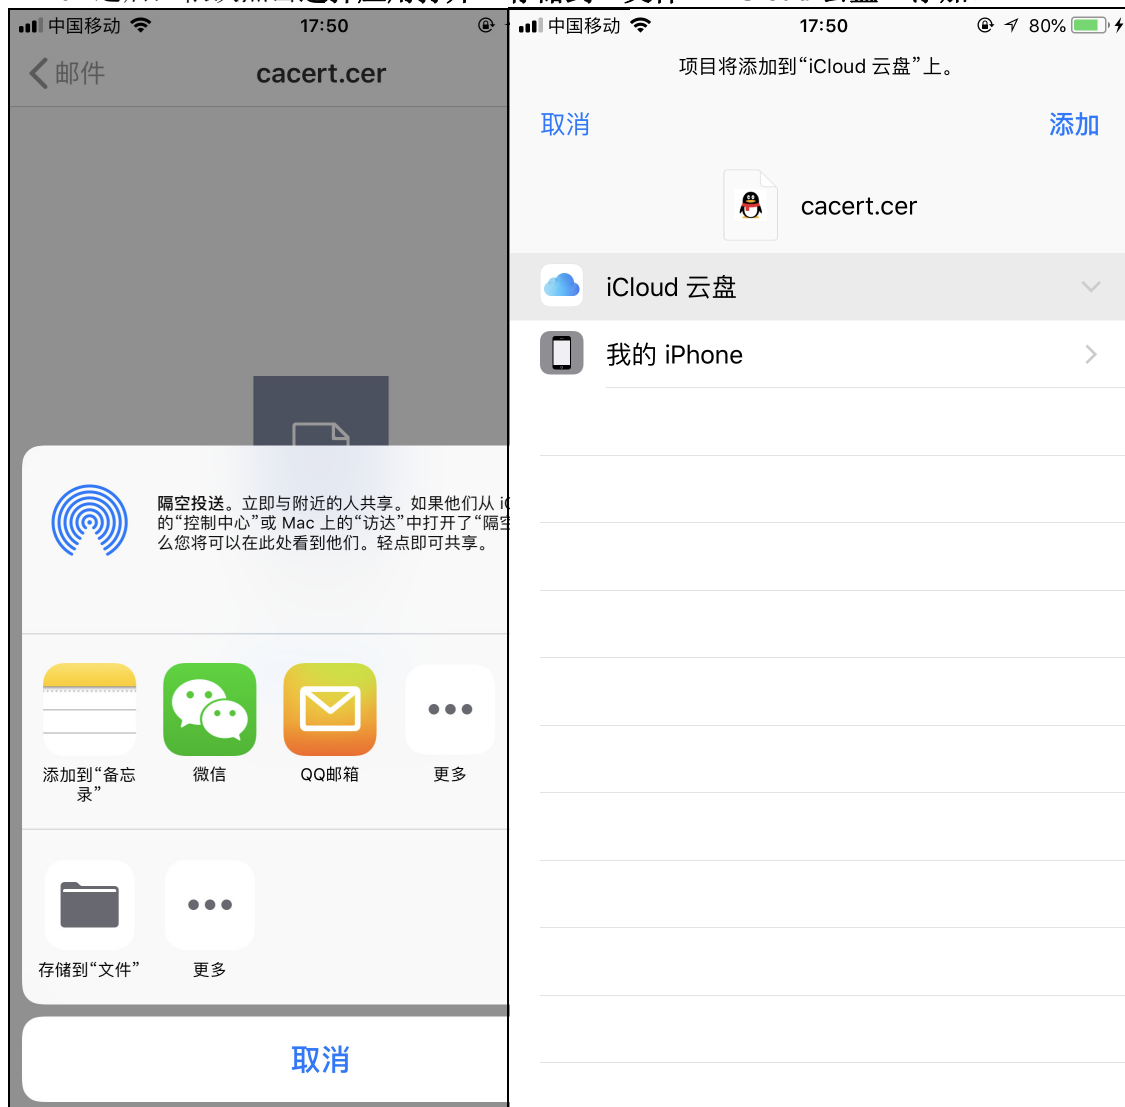 中国移动
17:50
邮件
cacert.cer
隔空投送。立即与附近的人共享。如果他们从
的“控制中心”或 Mac 上的“访达”中打开了“隔空
么您将可以在此处看到他们。轻点即可共享。
添加到“备忘
录”
微信
QQ邮箱
更多
存储到“文件”
更多
取消
中国移动
17:50
80%
项目将添加到“iCloud 云盘”上。
取消
添加
cacert.cer
iCloud 云盘
我的 iPhone